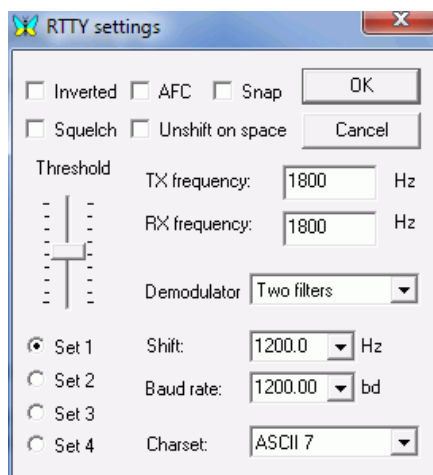 RTTY settings
Inverted AFC Snap OK
Squelch Unshift on space Cancel
Threshold
TX frequency: 1800 Hz
RX frequency: 1800 Hz
Demodulator Two filters
Set 1 Shift: 1200.0 Hz
Set 2 Baud rate: 1200.00 bd
Set 3
Set 4 Charset: ASCII 7